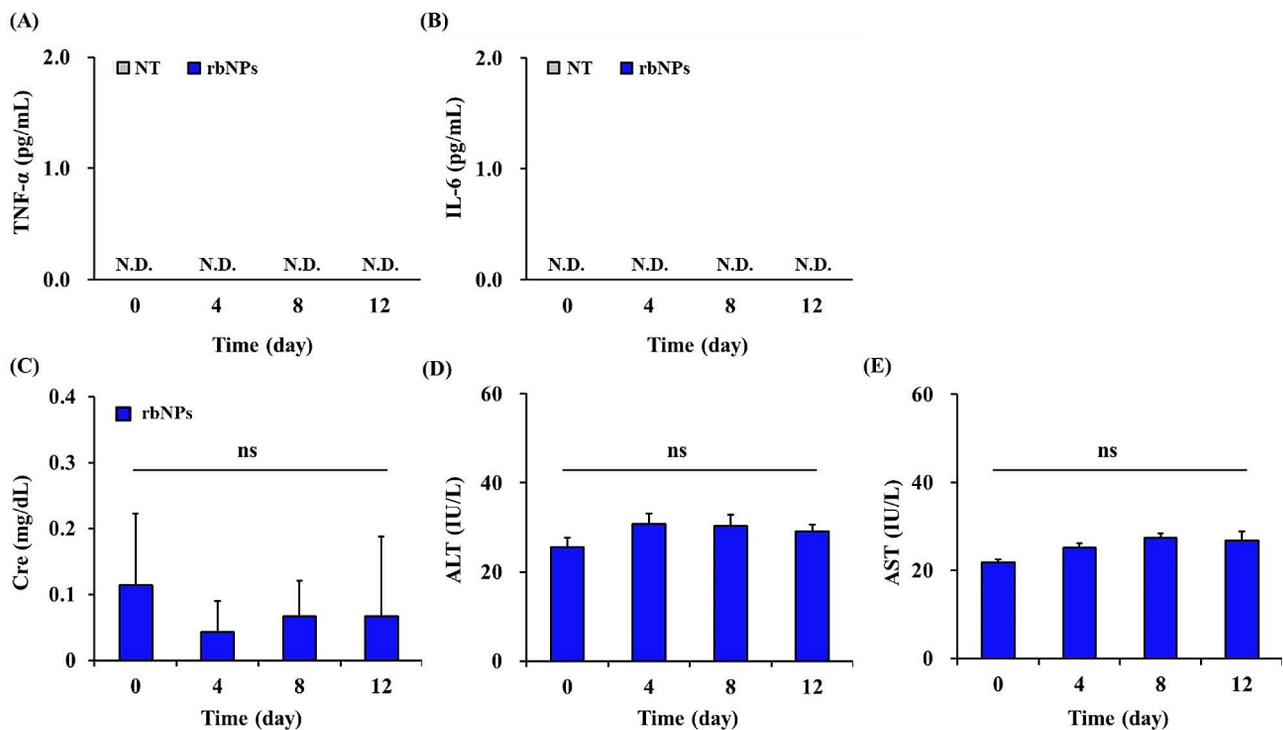 (A)
TNF-α (pg/mL)
2.0
1.0
0.0
NT rbNPs
N.D. N.D. N.D. N.D.
0 4 8 12
Time (day)
(B)
IL-6 (pg/mL)
2.0
1.0
0.0
NT rbNPs
N.D. N.D. N.D. N.D.
0 4 8 12
Time (day)
(C)
Cre (mg/dL)
0.4
0.3
0.2
0.1
0
rbNPs
ns
0 4 8 12
Time (day)
(D)
ALT (IU/L)
60
40
20
0
ns
0 4 8 12
Time (day)
(E)
AST (IU/L)
60
40
20
0
ns
0 4 8 12
Time (day)